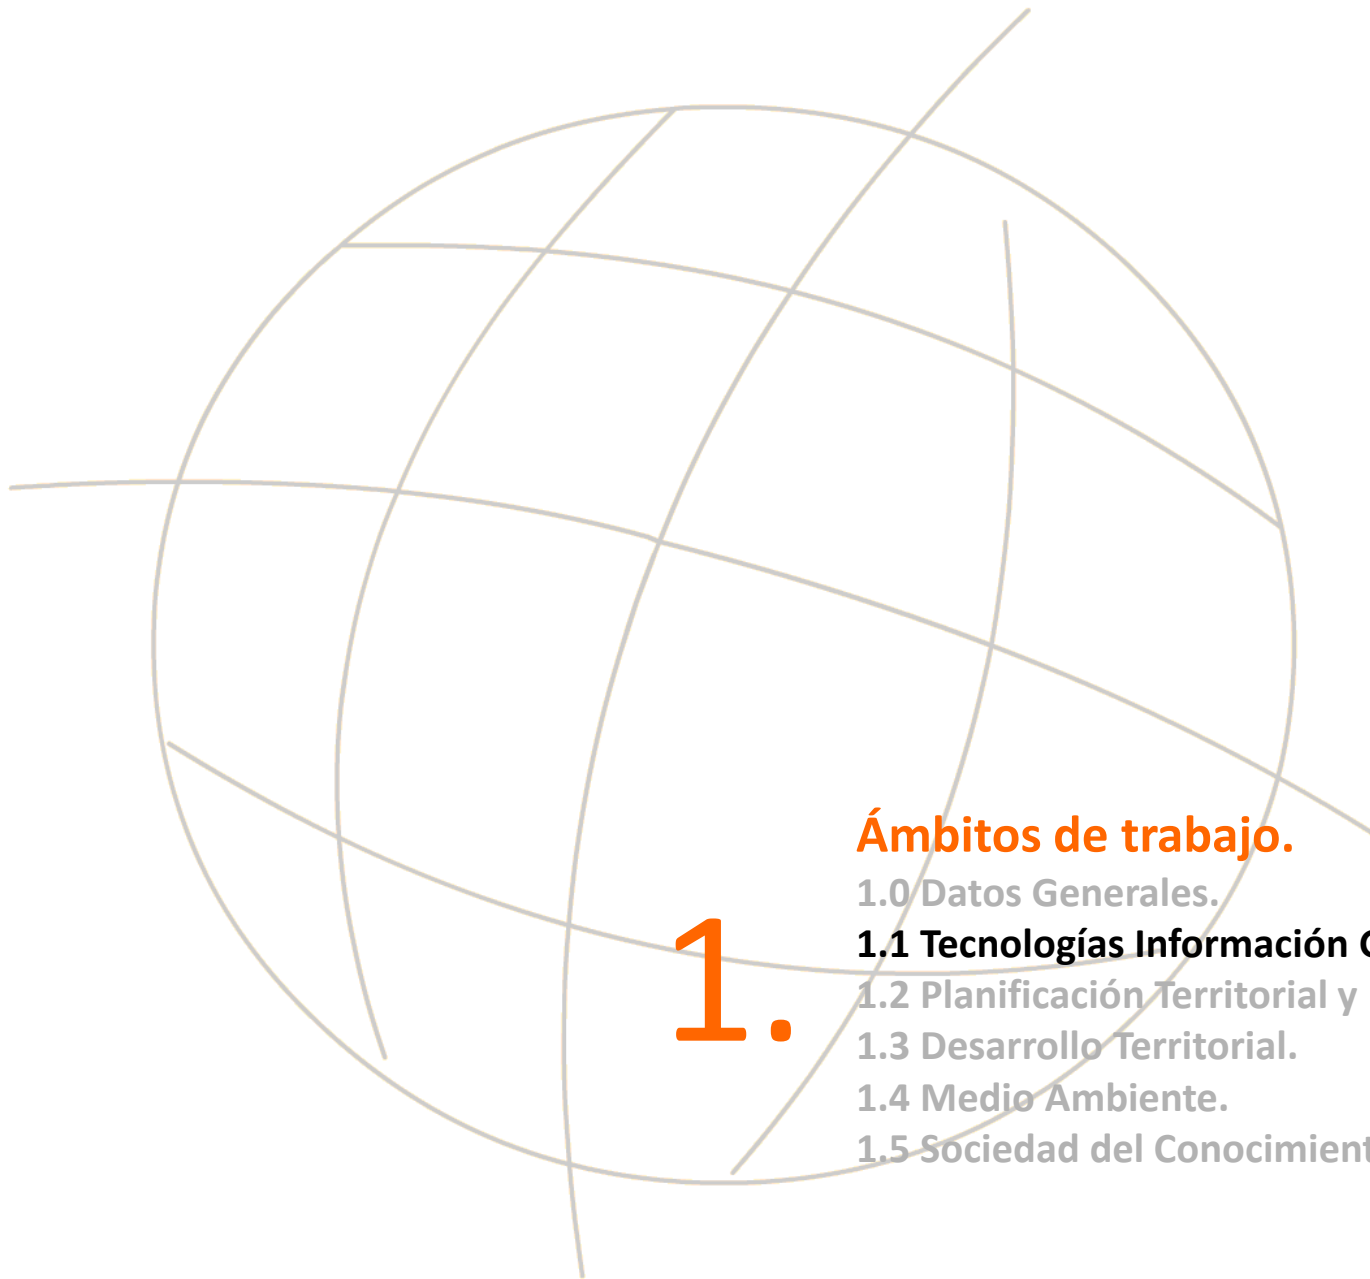 Ámbitos de trabajo.
1.
1.0 Datos Generales.
1.1 Tecnologías Información
1.2 Planificación Territorial y
1.3 Desarrollo Territorial.
1.4 Medio Ambiente.
1.5 Sociedad del